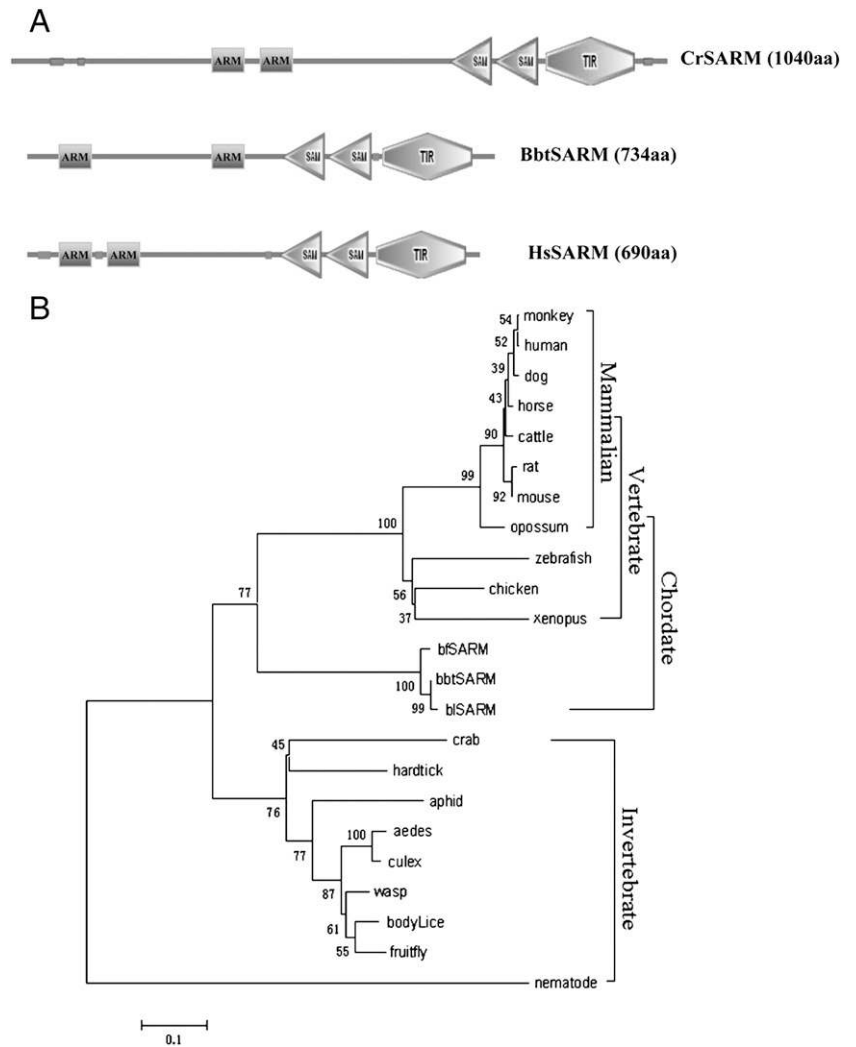 A
ARM ARM SAM SAM TIR CrSARM (1040aa)
ARM ARM SAM SAM TIR BbtSARM (734aa)
ARM ARM SAM SAM TIR HsSARM (690aa)
B
54 monkey
52 human
39 dog
43 horse
90 cattle
99 rat
92 mouse
opossum
100
zebrafish
56 chicken
37 xenopus
77
bfSARM
100 bbtSARM
99 blSARM
45 crab
hardtick
76
aphid
77
100 aedes
culex
87 wasp
61 bodyLice
55 fruitfly
nematode
Mammalian
Vertebrate
Chordate
Invertebrate
0.1